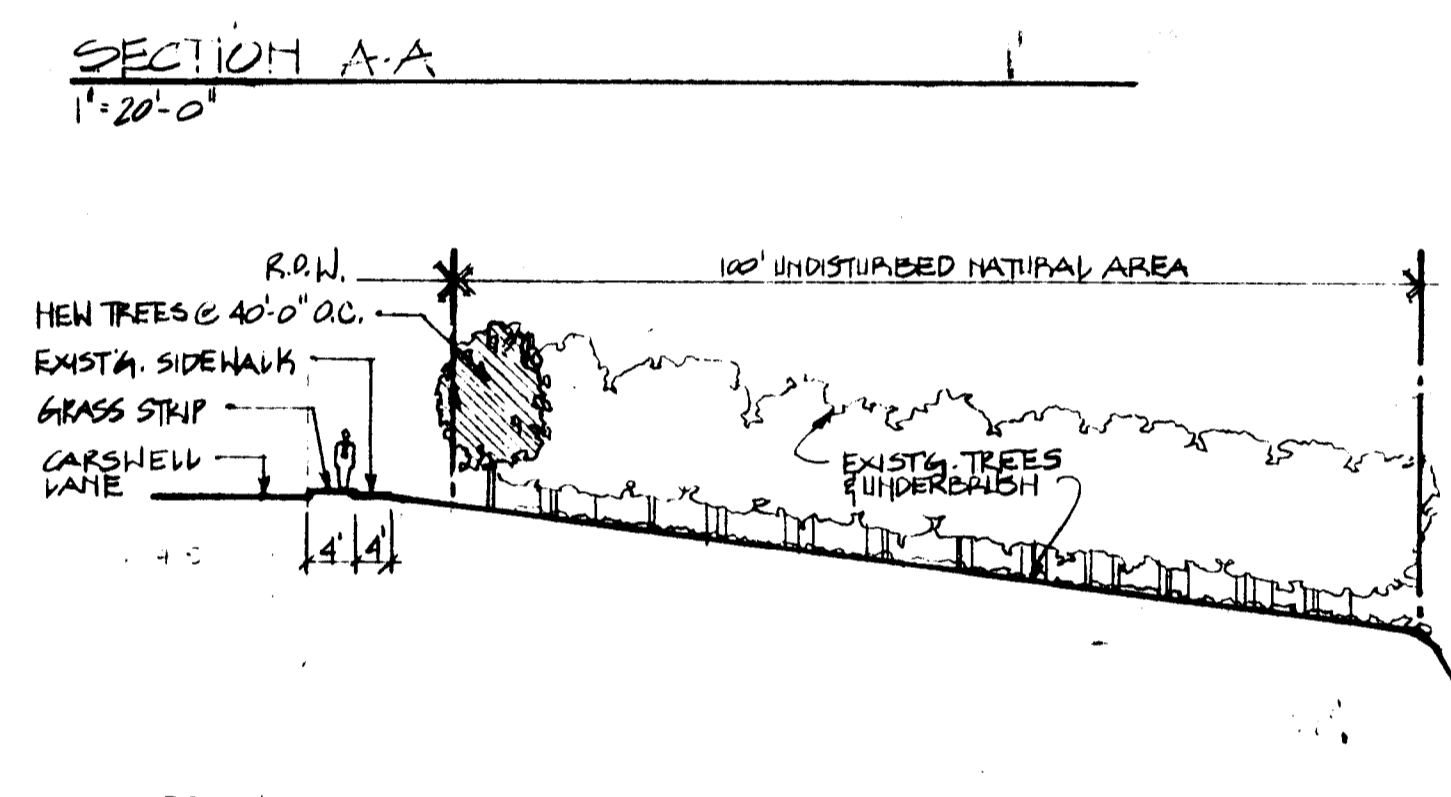 SECTION A-A
1"=20'-0"
R.O.W.
100' UNDISTURBED NATURAL AREA
NEW TREES @ 40'-0" O.C.
EXIST'G. SIDEWALK
GRASS STRIP
CARSWELL
LANE
EXIST'G. TREES
& UNDERBRUSH
4' 4'